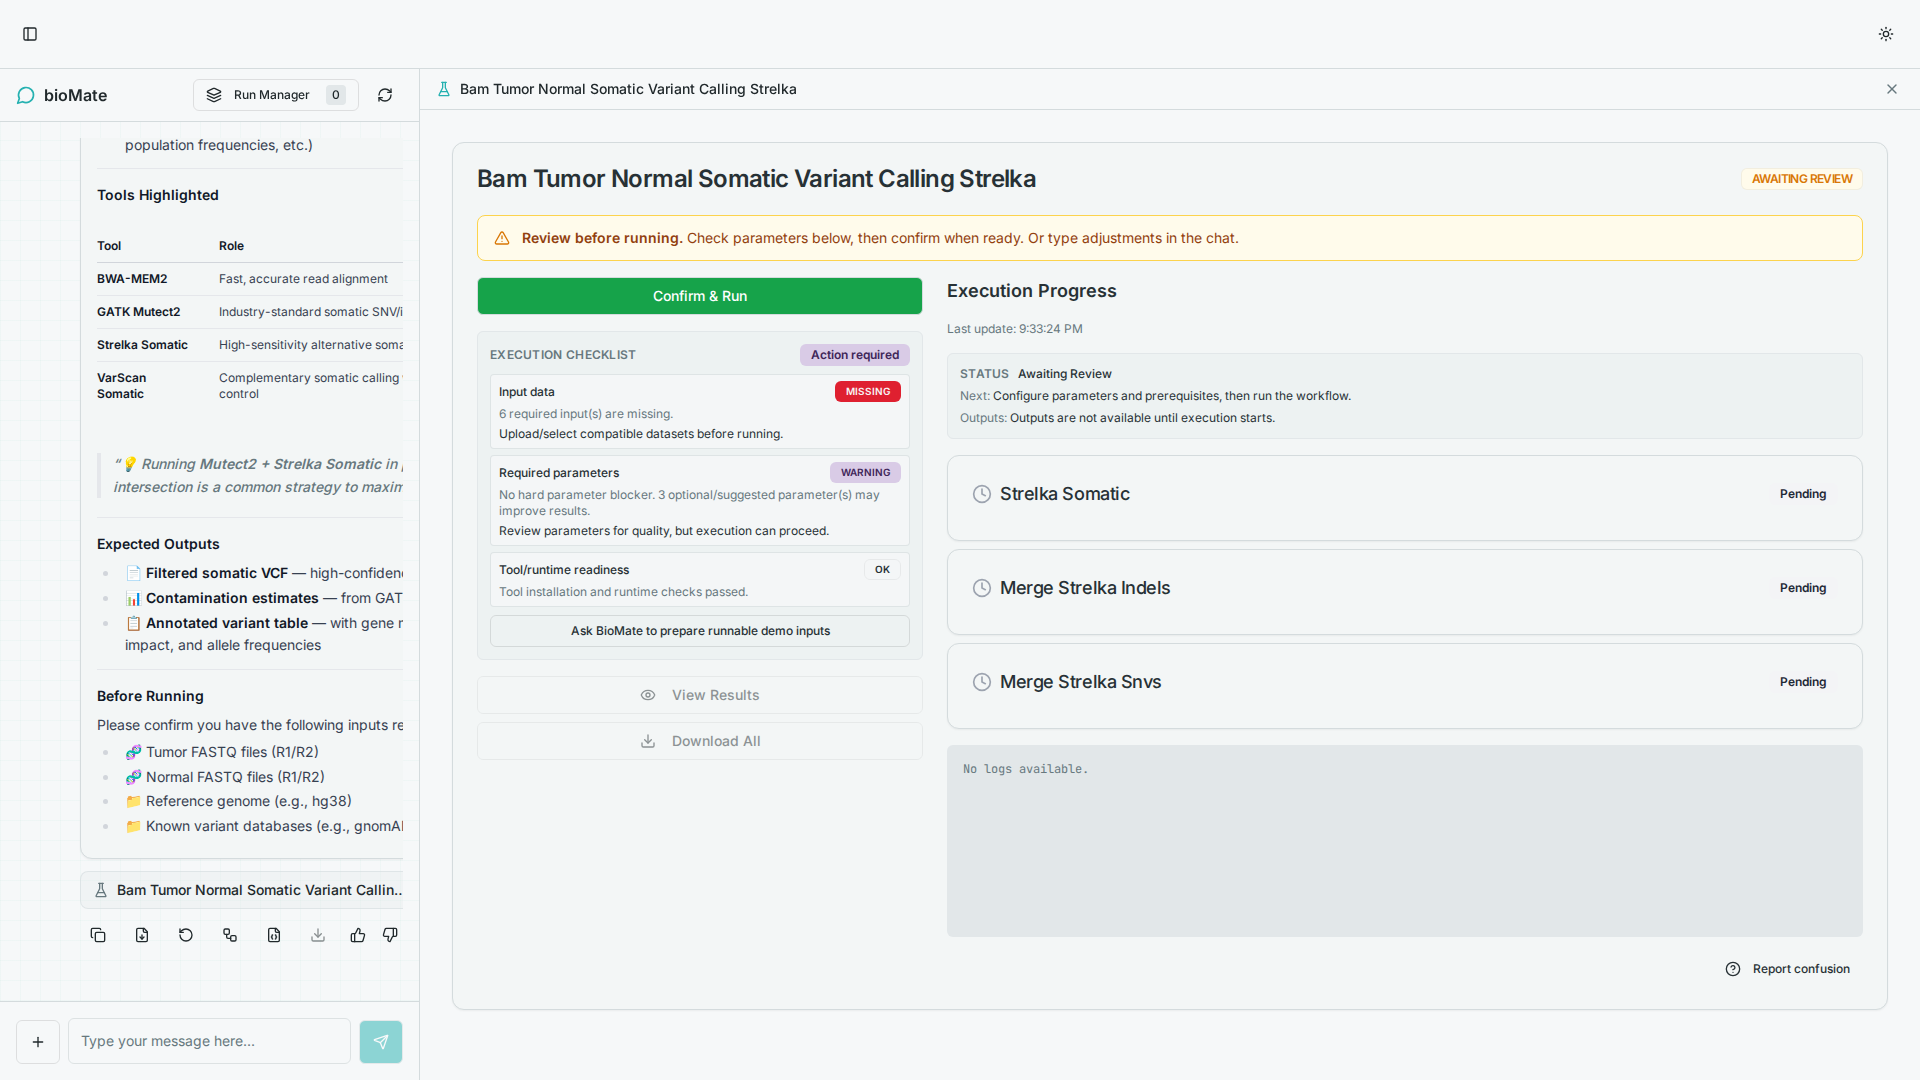 bioMate
Run Manager 0
population frequencies, etc.)
Tools Highlighted
Tool Role
BWA-MEM2 Fast, accurate read alignment
GATK Mutect2 Industry-standard somatic SNV/i
Strelka Somatic High-sensitivity alternative soma
VarScan Somatic Complementary somatic calling
control
"💡 Running Mutect2 + Strelka Somatic in
intersection is a common strategy to maxim
Expected Outputs
📄 Filtered somatic VCF — high-confidenc
📊 Contamination estimates — from GAT
📋 Annotated variant table — with gene
impact, and allele frequencies
Before Running
Please confirm you have the following inputs re
🧬 Tumor FASTQ files (R1/R2)
🧬 Normal FASTQ files (R1/R2)
📁 Reference genome (e.g., hg38)
📁 Known variant databases (e.g., gnomA
Bam Tumor Normal Somatic Variant Callin..
Type your message here...
Bam Tumor Normal Somatic Variant Calling Strelka
Bam Tumor Normal Somatic Variant Calling Strelka
AWAITING REVIEW
Review before running. Check parameters below, then confirm when ready. Or type adjustments in the chat.
Confirm & Run
EXECUTION CHECKLIST Action required
Input data MISSING
6 required input(s) are missing.
Upload/select compatible datasets before running.
Required parameters WARNING
No hard parameter blocker. 3 optional/suggested parameter(s) may
improve results.
Review parameters for quality, but execution can proceed.
Tool/runtime readiness OK
Tool installation and runtime checks passed.
Ask BioMate to prepare runnable demo inputs
View Results
Download All
Execution Progress
Last update: 9:33:24 PM
STATUS Awaiting Review
Next: Configure parameters and prerequisites, then run the workflow.
Outputs: Outputs are not available until execution starts.
Strelka Somatic Pending
Merge Strelka Indels Pending
Merge Strelka Snvs Pending
No logs available.
Report confusion